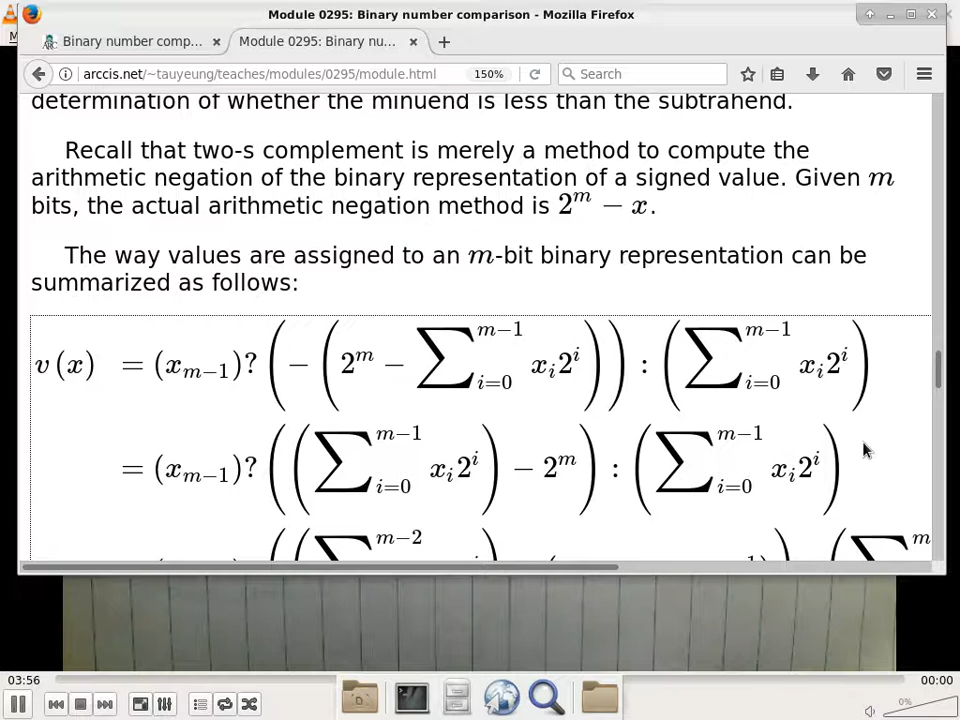 Module 0295: Binary number comparison - Mozilla Firefox
Binary number comp... × Module 0295: Binary nu... × +
arccis.net/~tauyeung/teaches/modules/0295/module.html 150% Search
determination of whether the minuend is less than the subtrahend.
Recall that two-s complement is merely a method to compute the
arithmetic negation of the binary representation of a signed value. Given m
bits, the actual arithmetic negation method is 2^m − x.
The way values are assigned to an m-bit binary representation can be
summarized as follows:
v(x) = (x_{m−1})? (−(2^m − ∑_{i=0}^{m−1} x_i 2^i)) : (∑_{i=0}^{m−1} x_i 2^i)
= (x_{m−1})? ((∑_{i=0}^{m−1} x_i 2^i) − 2^m) : (∑_{i=0}^{m−1} x_i 2^i)
03:56 00:00
0%